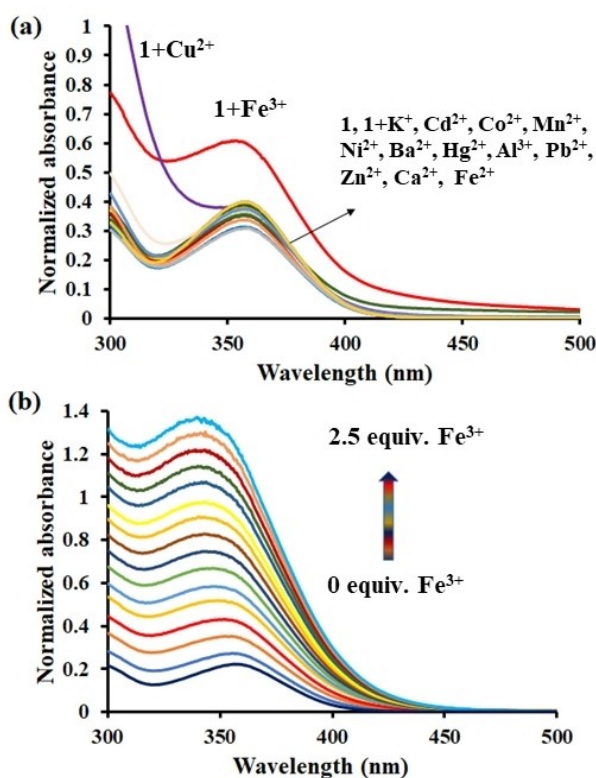 (a)
1
0.9
0.8
0.7
0.6
0.5
0.4
0.3
0.2
0.1
0
Normalized absorbance
1+Cu²⁺
1+Fe³⁺
1, 1+K⁺, Cd²⁺, Co²⁺, Mn²⁺,
Ni²⁺, Ba²⁺, Hg²⁺, Al³⁺, Pb²⁺,
Zn²⁺, Ca²⁺, Fe²⁺
300 350 400 450 500
Wavelength (nm)
(b)
1.4
1.2
1
0.8
0.6
0.4
0.2
0
Normalized absorbance
2.5 equiv. Fe³⁺
0 equiv. Fe³⁺
300 350 400 450 500
Wavelength (nm)